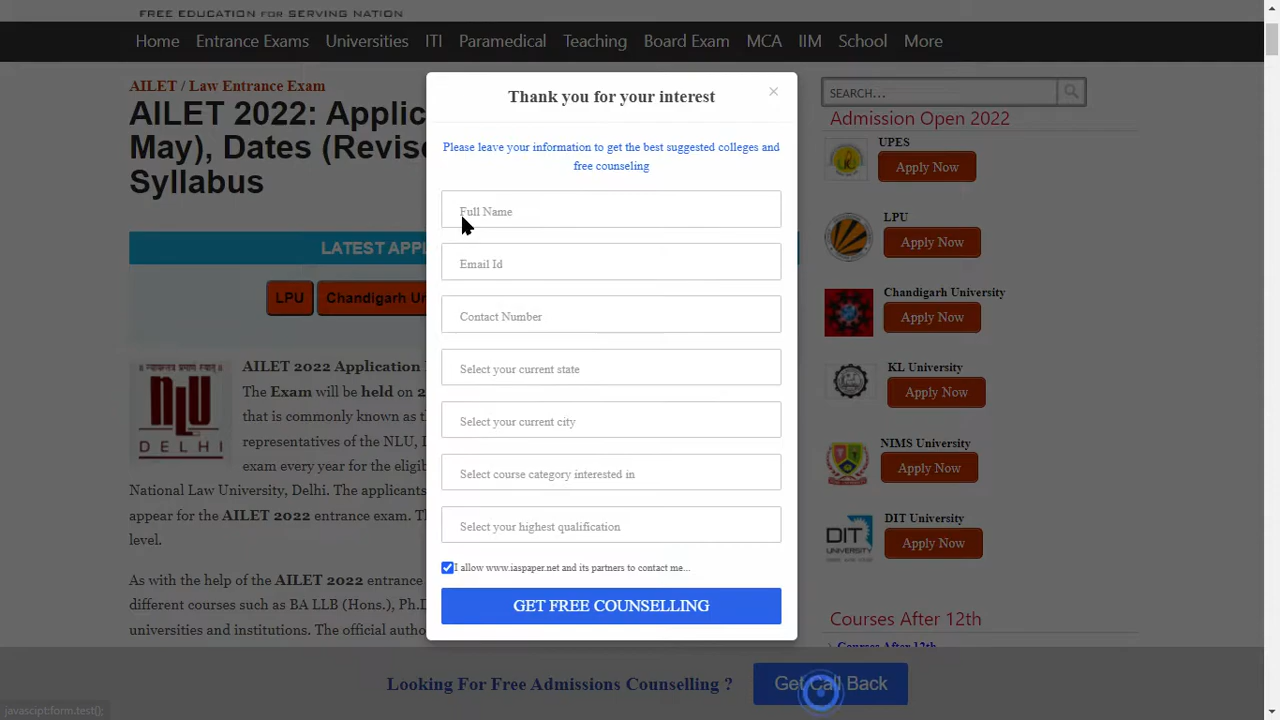 FREE EDUCATION FOR SERVING NATION
Home Entrance Exams Universities ITI Paramedical Teaching Board Exam MCA IIM School More
AILET / Law Entrance Exam
AILET 2022: Applic
May), Dates (Revise
Syllabus
LATEST APPL
LPU Chandigarh Un
NLU
DELHI
AILET 2022 Application
The Exam will be held on 2
that is commonly known as th
representatives of the NLU, D
exam every year for the eligib
National Law University, Delhi. The applicants
appear for the AILET 2022 entrance exam. Th
level.
As with the help of the AILET 2022 entrance
different courses such as BA LLB (Hons.), Ph.D
universities and institutions. The official autho
Thank you for your interest
×
Please leave your information to get the best suggested colleges and
free counseling
Full Name
Email Id
Contact Number
Select your current state
Select your current city
Select course category interested in
Select your highest qualification
I allow www.iaspaper.net and its partners to contact me...
GET FREE COUNSELLING
SEARCH...
Admission Open 2022
UPES
Apply Now
LPU
Apply Now
Chandigarh University
Apply Now
KL University
Apply Now
NIMS University
Apply Now
DIT University
Apply Now
DIT
UNIVERSITY
Courses After 12th
Courses After 12th
Looking For Free Admissions Counselling ? Get Call Back
javascipt:form.test();